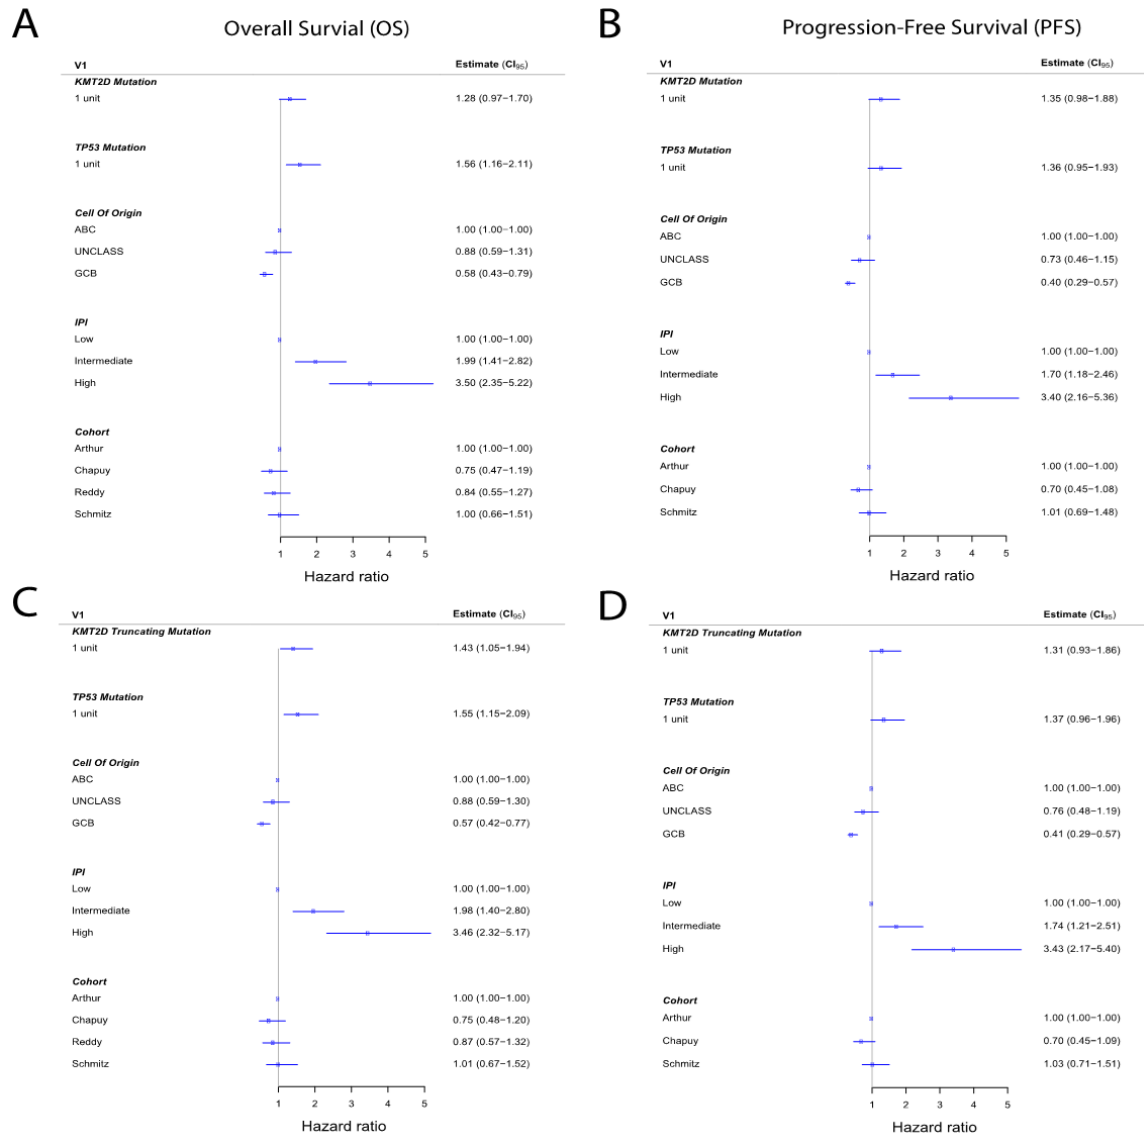 A
Overall Survial (OS)
V1 Estimate (CI95)
KMT2D Mutation
1 unit 1.28 (0.97−1.70)
TP53 Mutation
1 unit 1.56 (1.16−2.11)
Cell Of Origin
ABC 1.00 (1.00−1.00)
UNCLASS 0.88 (0.59−1.31)
GCB 0.58 (0.43−0.79)
IPI
Low 1.00 (1.00−1.00)
Intermediate 1.99 (1.41−2.82)
High 3.50 (2.35−5.22)
Cohort
Arthur 1.00 (1.00−1.00)
Chapuy 0.75 (0.47−1.19)
Reddy 0.84 (0.55−1.27)
Schmitz 1.00 (0.66−1.51)
1 2 3 4 5
Hazard ratio
B
Progression-Free Survival (PFS)
V1 Estimate (CI95)
KMT2D Mutation
1 unit 1.35 (0.98−1.88)
TP53 Mutation
1 unit 1.36 (0.95−1.93)
Cell Of Origin
ABC 1.00 (1.00−1.00)
UNCLASS 0.73 (0.46−1.15)
GCB 0.40 (0.29−0.57)
IPI
Low 1.00 (1.00−1.00)
Intermediate 1.70 (1.18−2.46)
High 3.40 (2.16−5.36)
Cohort
Arthur 1.00 (1.00−1.00)
Chapuy 0.70 (0.45−1.08)
Schmitz 1.01 (0.69−1.48)
1 2 3 4 5
Hazard ratio
C
V1 Estimate (CI95)
KMT2D Truncating Mutation
1 unit 1.43 (1.05−1.94)
TP53 Mutation
1 unit 1.55 (1.15−2.09)
Cell Of Origin
ABC 1.00 (1.00−1.00)
UNCLASS 0.88 (0.59−1.30)
GCB 0.57 (0.42−0.77)
IPI
Low 1.00 (1.00−1.00)
Intermediate 1.98 (1.40−2.80)
High 3.46 (2.32−5.17)
Cohort
Arthur 1.00 (1.00−1.00)
Chapuy 0.75 (0.48−1.20)
Reddy 0.87 (0.57−1.32)
Schmitz 1.01 (0.67−1.52)
1 2 3 4 5
Hazard ratio
D
V1 Estimate (CI95)
KMT2D Truncating Mutation
1 unit 1.31 (0.93−1.86)
TP53 Mutation
1 unit 1.37 (0.96−1.96)
Cell Of Origin
ABC 1.00 (1.00−1.00)
UNCLASS 0.76 (0.48−1.19)
GCB 0.41 (0.29−0.57)
IPI
Low 1.00 (1.00−1.00)
Intermediate 1.74 (1.21−2.51)
High 3.43 (2.17−5.40)
Cohort
Arthur 1.00 (1.00−1.00)
Chapuy 0.70 (0.45−1.09)
Schmitz 1.03 (0.71−1.51)
1 2 3 4 5
Hazard ratio